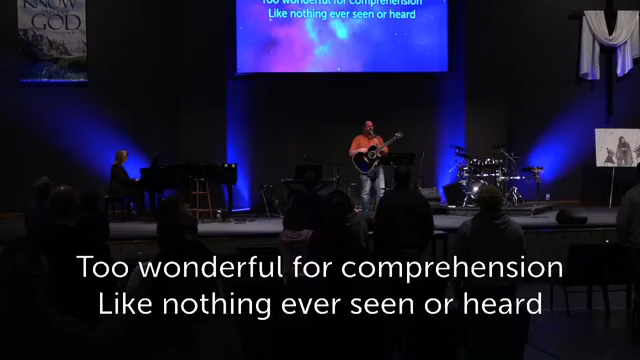 KNOW
GOD
Too wonderful for comprehension
Like nothing ever seen or heard
Too wonderful for comprehension
Like nothing ever seen or heard